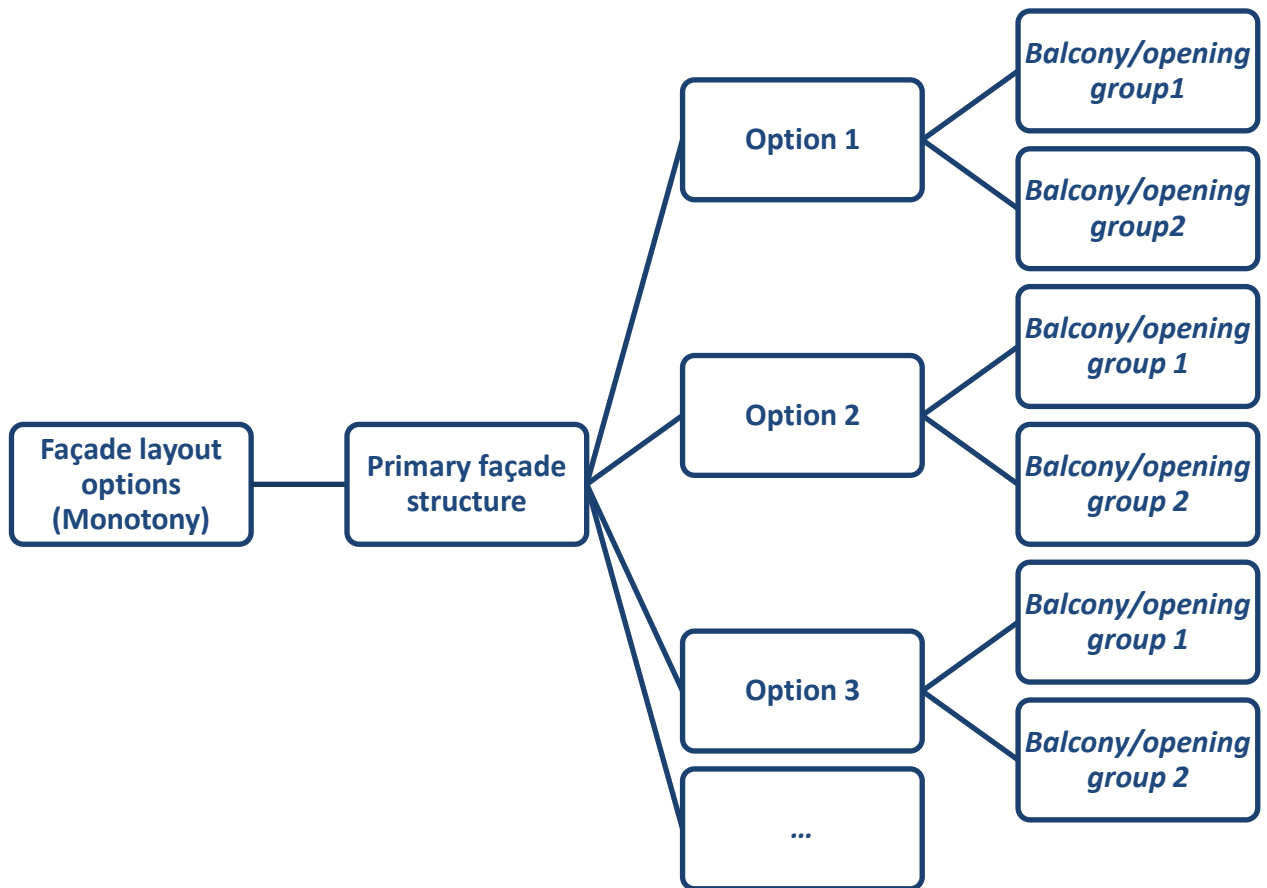 Façade layout
options
(Monotony)
Primary façade
structure
Option 1
Balcony/opening
group1
Balcony/opening
group2
Option 2
Balcony/opening
group 1
Balcony/opening
group 2
Option 3
Balcony/opening
group 1
Balcony/opening
group 2
...